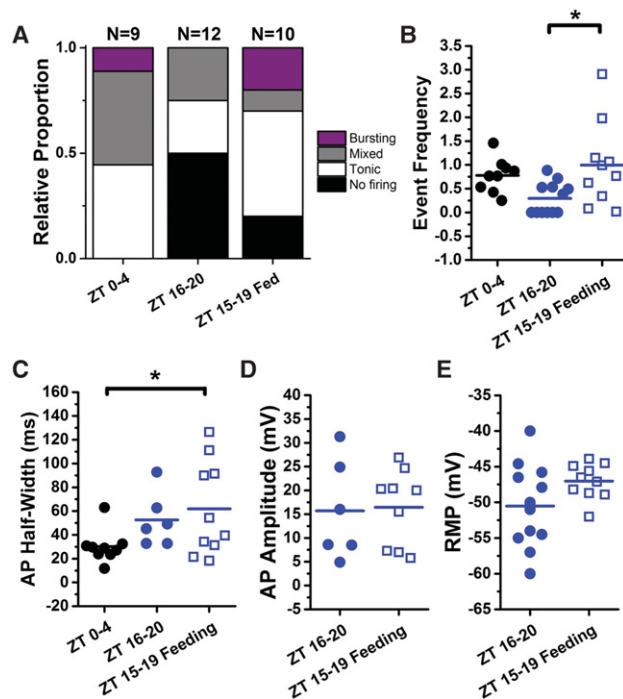 A
N=9 N=12 N=10
Relative Proportion
1.0
0.5
0.0
Bursting
Mixed
Tonic
No firing
ZT 0-4
ZT 16-20
ZT 15-19 Fed
B
*
Event Frequency
3.5
3.0
2.5
2.0
1.5
1.0
0.5
0.0
-0.5
-1.0
ZT 0-4
ZT 16-20
ZT 15-19 Feeding
C
*
AP Half-Width (ms)
160
140
120
100
80
60
40
20
0
-20
ZT 0-4
ZT 16-20
ZT 15-19 Feeding
D
AP Amplitude (mV)
40
35
30
25
20
15
10
5
0
-5
ZT 16-20
ZT 15-19 Feeding
E
RMP (mV)
-35
-40
-45
-50
-55
-60
-65
ZT 16-20
ZT 15-19 Feeding